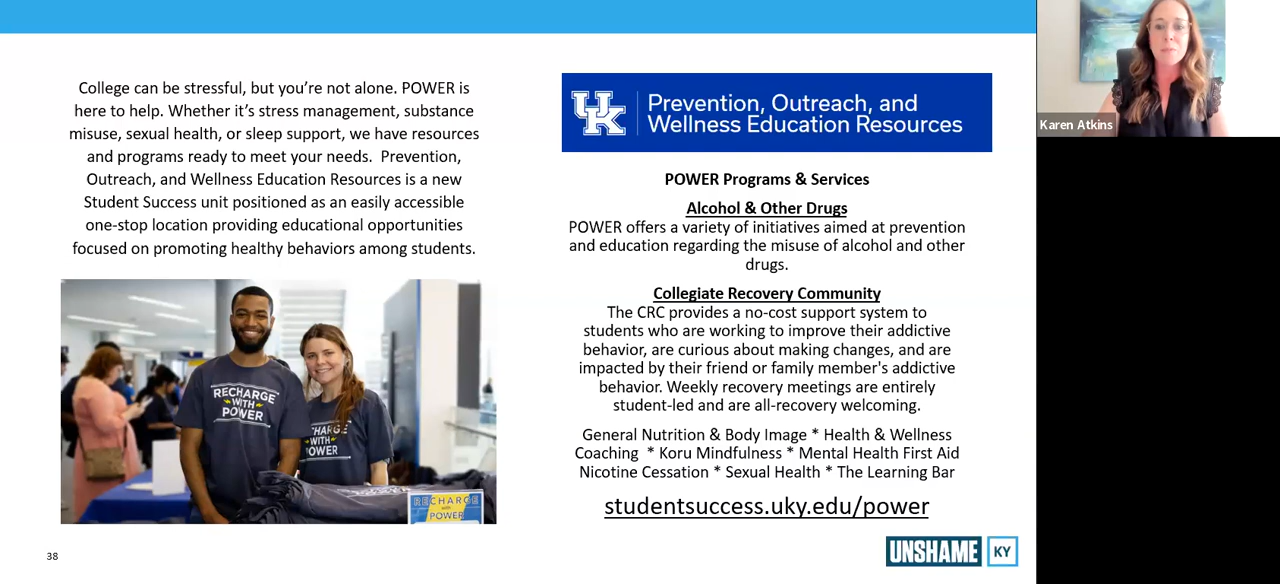 College can be stressful, but you're not alone. POWER is
here to help. Whether it's stress management, substance
misuse, sexual health, or sleep support, we have resources
and programs ready to meet your needs.  Prevention,
Outreach, and Wellness Education Resources is a new
Student Success unit positioned as an easily accessible
one-stop location providing educational opportunities
focused on promoting healthy behaviors among students.
RECHARGE
WITH
POWER
CHARGE
WITH
POWER
RECHARGE
with
POWER
38
UK
Prevention, Outreach, and
Wellness Education Resources
POWER Programs & Services
Alcohol & Other Drugs
POWER offers a variety of initiatives aimed at prevention
and education regarding the misuse of alcohol and other
drugs.
Collegiate Recovery Community
The CRC provides a no-cost support system to
students who are working to improve their addictive
behavior, are curious about making changes, and are
impacted by their friend or family member's addictive
behavior. Weekly recovery meetings are entirely
student-led and are all-recovery welcoming.
General Nutrition & Body Image * Health & Wellness
Coaching  * Koru Mindfulness * Mental Health First Aid
Nicotine Cessation * Sexual Health * The Learning Bar
studentsuccess.uky.edu/power
UNSHAME KY
Karen Atkins